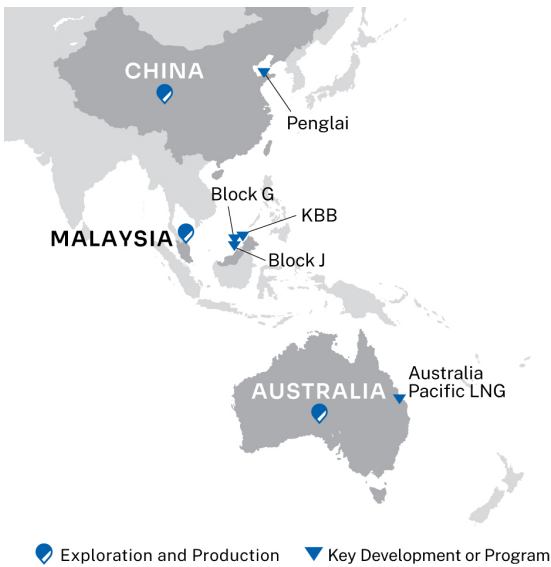 CHINA
Penglai
Block G
KBB
MALAYSIA
Block J
Australia
Pacific LNG
AUSTRALIA
Exploration and Production
Key Development or Program